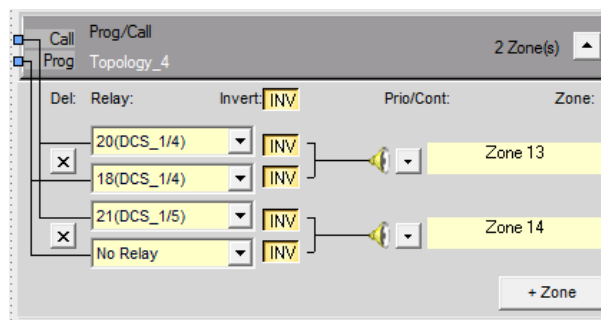 Call Prog/Call 2 Zone(s)
Prog Topology_4
Del: Relay: Invert: INV Prio/Cont: Zone:
20(DCS_1/4) INV
x Zone 13
18(DCS_1/4) INV
21(DCS_1/5) INV
x Zone 14
No Relay INV
+ Zone